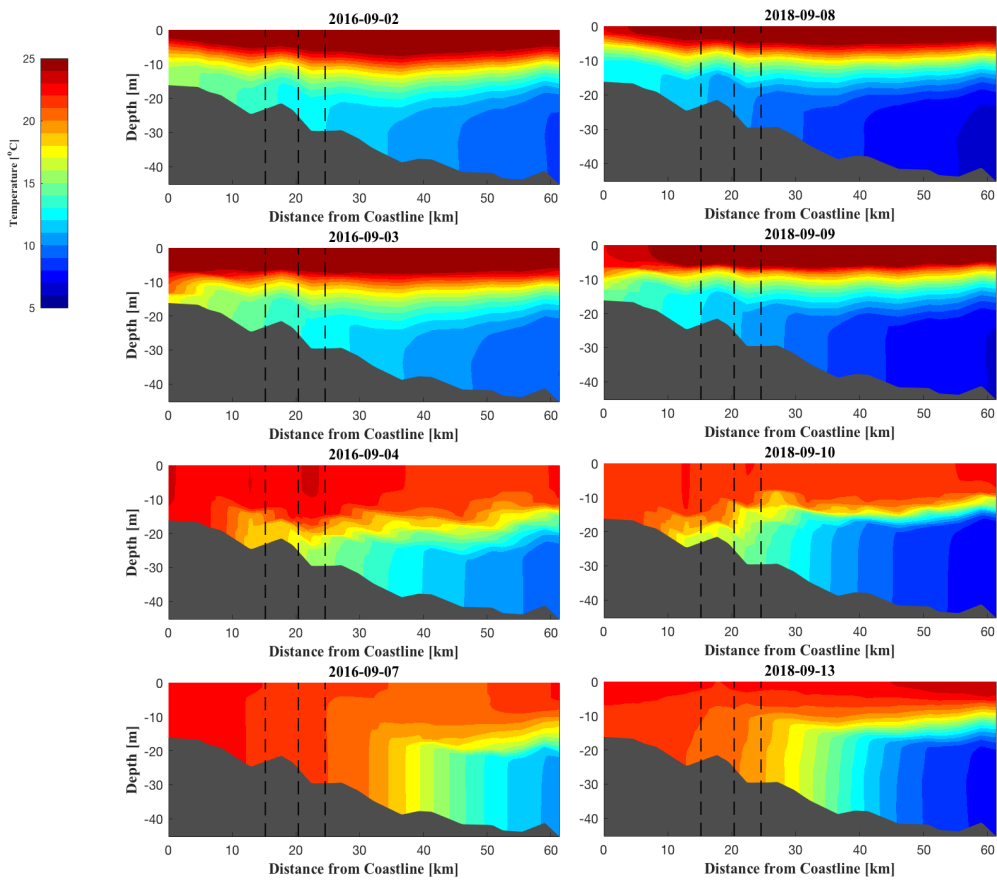 2016-09-02
0
-10
-20
-30
-40
Depth [m]
0 10 20 30 40 50 60
Distance from Coastline [km]
2018-09-08
0
-10
-20
-30
-40
Depth [m]
0 10 20 30 40 50 60
Distance from Coastline [km]
25
20
15
10
5
Temperature [°C]
2016-09-03
0
-10
-20
-30
-40
Depth [m]
0 10 20 30 40 50 60
Distance from Coastline [km]
2018-09-09
0
-10
-20
-30
-40
Depth [m]
0 10 20 30 40 50 60
Distance from Coastline [km]
2016-09-04
0
-10
-20
-30
-40
Depth [m]
0 10 20 30 40 50 60
Distance from Coastline [km]
2018-09-10
0
-10
-20
-30
-40
Depth [m]
0 10 20 30 40 50 60
Distance from Coastline [km]
2016-09-07
0
-10
-20
-30
-40
Depth [m]
0 10 20 30 40 50 60
Distance from Coastline [km]
2018-09-13
0
-10
-20
-30
-40
Depth [m]
0 10 20 30 40 50 60
Distance from Coastline [km]